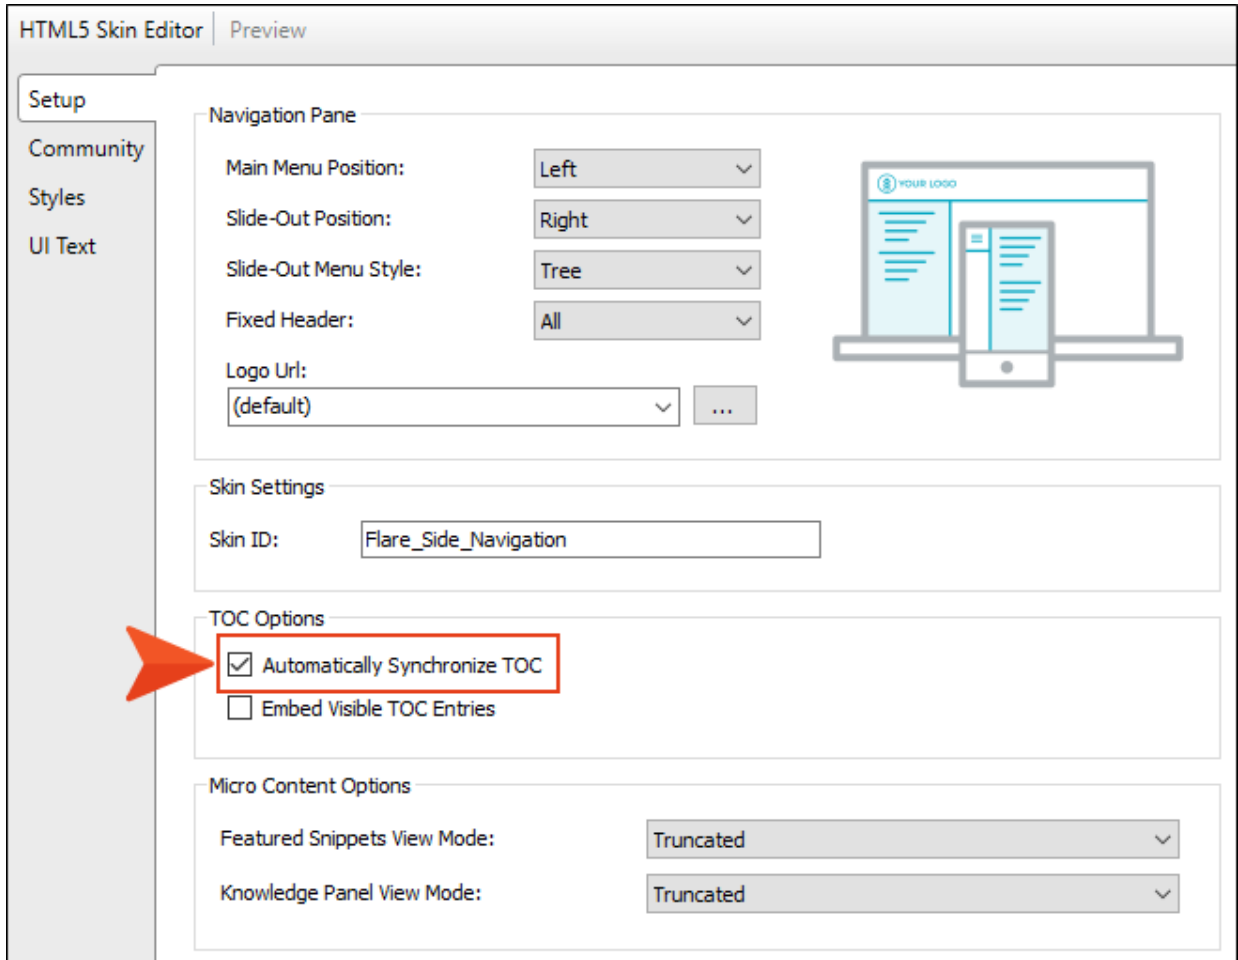 HTML5 Skin Editor Preview
Setup
Community
Styles
UI Text
Navigation Pane
Main Menu Position: Left
Slide-Out Position: Right
Slide-Out Menu Style: Tree
Fixed Header: All
Logo Url:
(default) ...
YOUR LOGO
Skin Settings
Skin ID: Flare_Side_Navigation
TOC Options
Automatically Synchronize TOC
Embed Visible TOC Entries
Micro Content Options
Featured Snippets View Mode: Truncated
Knowledge Panel View Mode: Truncated